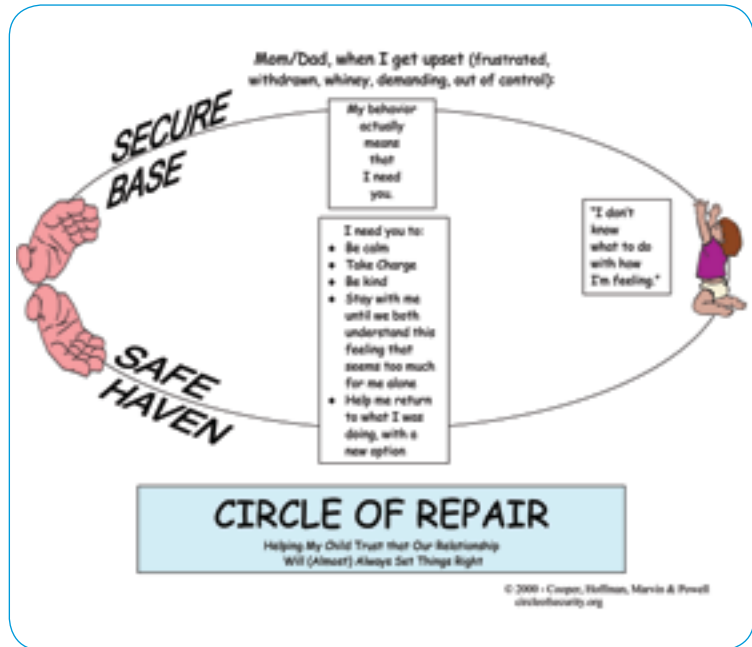 Mom/Dad, when I get upset (frustrated,
withdrawn, whiney, demanding, out of control):
SECURE
BASE
My behavior
actually
means
that
I need
you.
"I don't
know
what to do
with how
I'm feeling."
I need you to:
• Be calm
• Take Charge
• Be kind
• Stay with me
until we both
understand this
feeling that
seems too much
for me alone
• Help me return
to what I was
doing, with a
new option
SAFE
HAVEN
CIRCLE OF REPAIR
Helping My Child Trust that Our Relationship
Will (Almost) Always Set Things Right
© 2000 - Cooper, Hoffman, Marvin & Powell
circleofsecurity.org